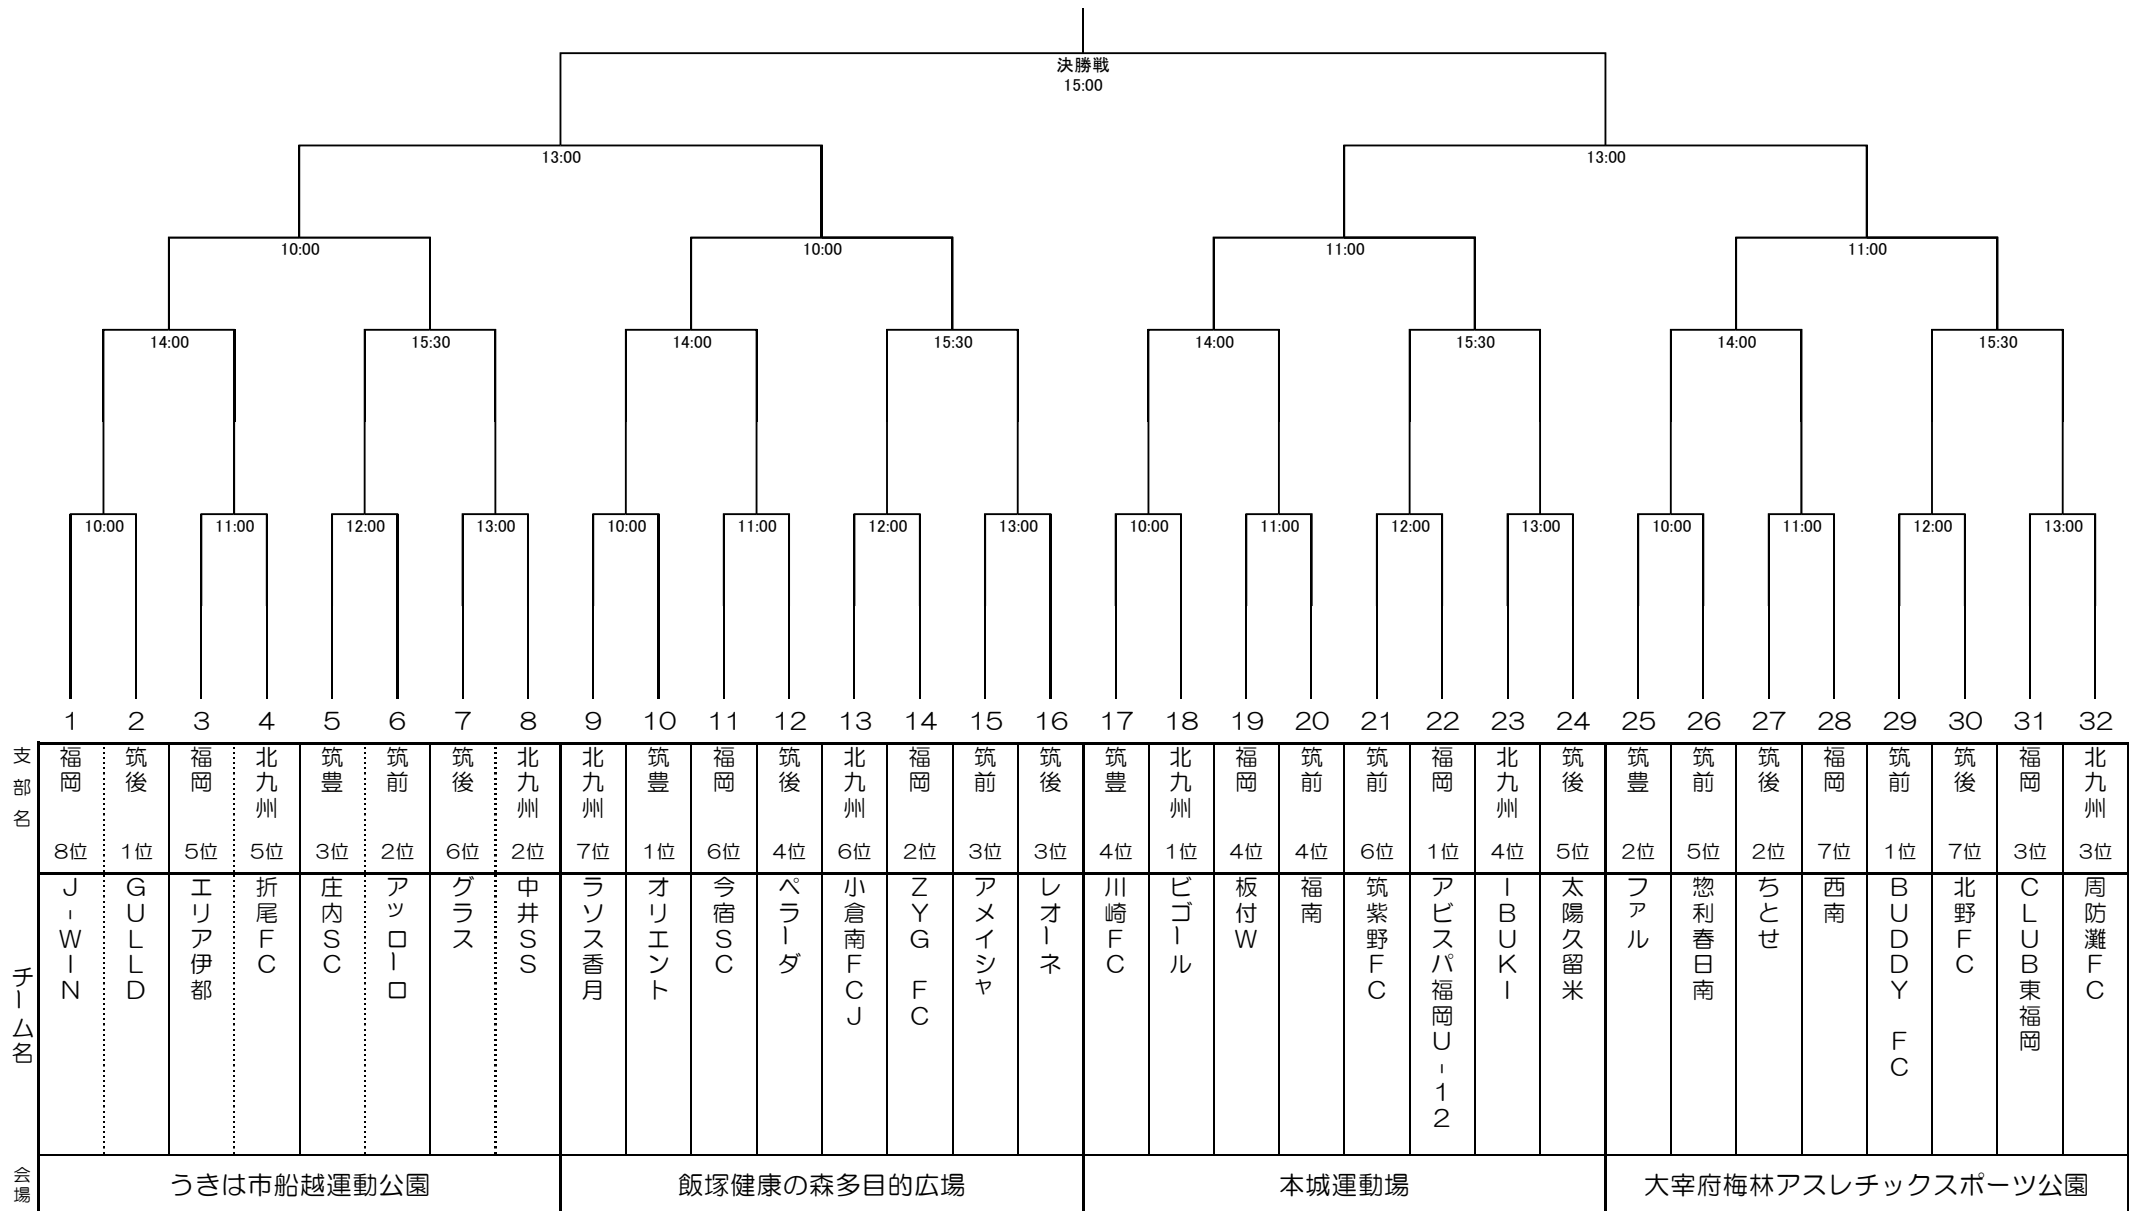 決勝戦
15:00
13:00 13:00
10:00 10:00 11:00 11:00
14:00 15:30 14:00 15:30 14:00 15:30 14:00 15:30
10:00 11:00 12:00 13:00 10:00 11:00 12:00 13:00 10:00 11:00 12:00 13:00 10:00 11:00 12:00 13:00
1 2 3 4 5 6 7 8 9 10 11 12 13 14 15 16 17 18 19 20 21 22 23 24 25 26 27 28 29 30 31 32
支部名 福岡 筑後 福岡 北九州 筑豊 筑前 筑後 北九州 北九州 筑豊 福岡 筑後 北九州 福岡 筑前 筑後 筑豊 北九州 福岡 筑前 筑前 福岡 北九州 筑後 筑豊 筑前 筑後 福岡 筑前 筑後 福岡 北九州
8位 1位 5位 5位 3位 2位 6位 2位 7位 1位 6位 4位 6位 2位 3位 3位 4位 1位 4位 4位 6位 1位 4位 5位 2位 5位 2位 7位 1位 7位 3位 3位
チーム名 J-WIN GULLD エリア伊都 折尾FC 庄内SC アッローロ グラス 中井SS ラソス香月 オリエント 今宿SC ペラーダ 小倉南FCJ ZYG FC アメイシャ レオーネ 川崎FC ビゴール 板付W 福南 筑紫野FC アビスパ福岡U-12 IBUKI 太陽久留米 ファル 惣利春日南 ちとせ 西南 BUDDY FC 北野FC CLUB東福岡 周防灘FC
会場 うきは市船越運動公園 飯塚健康の森多目的広場 本城運動場 大宰府梅林アスレチックスポーツ公園